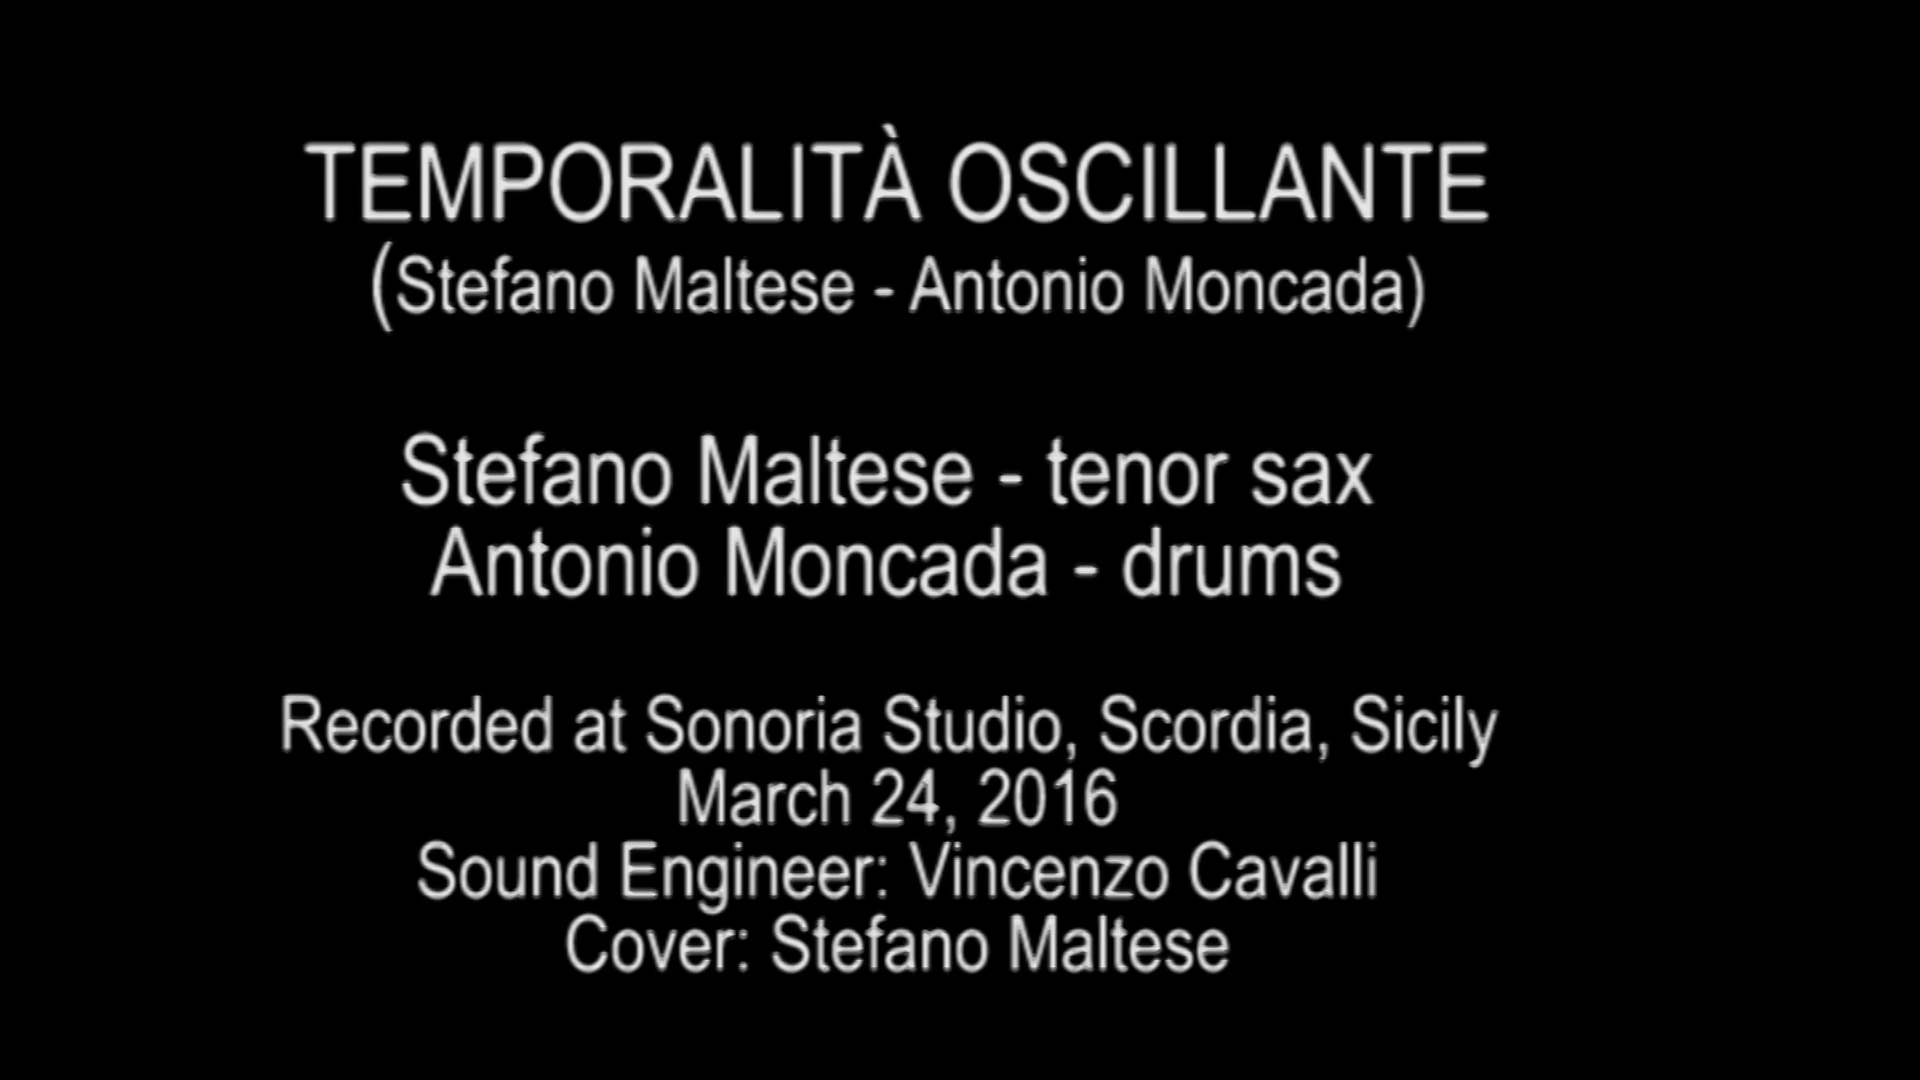 TEMPORALITÀ OSCILLANTE
(Stefano Maltese - Antonio Moncada)
Stefano Maltese - tenor sax
Antonio Moncada - drums
Recorded at Sonoria Studio, Scordia, Sicily
March 24, 2016
Sound Engineer: Vincenzo Cavalli
Cover: Stefano Maltese